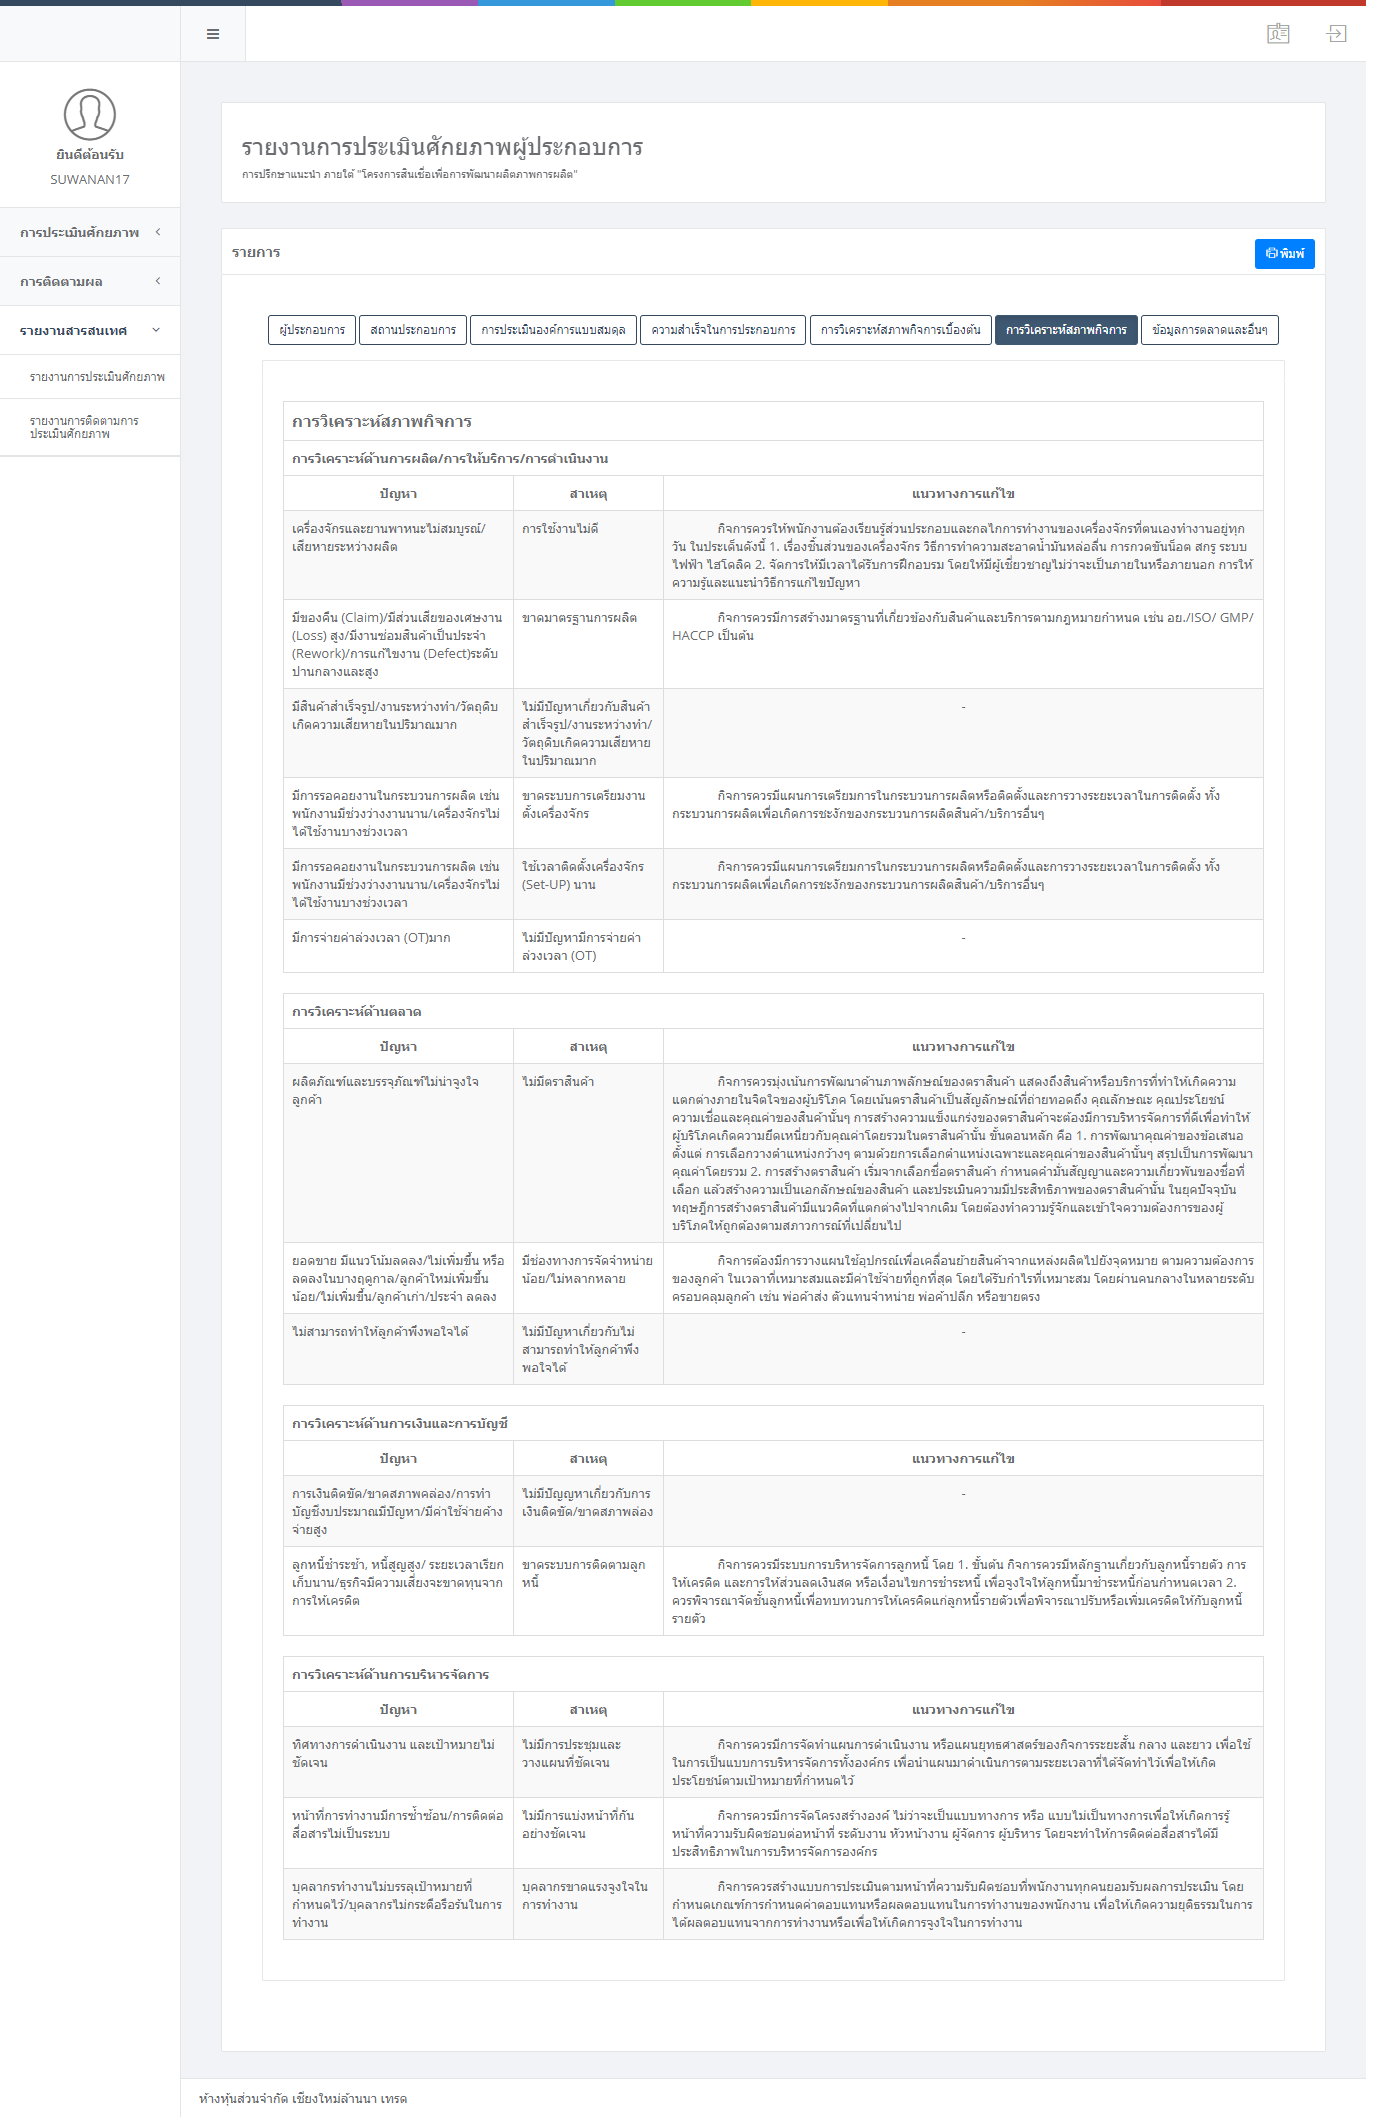 ยินดีต้อนรับ
SUWANAN17
การประเมินศักยภาพ
การติดตามผล
รายงานสารสนเทศ
รายงานการประเมินศักยภาพ
รายงานการติดตามการ
ประเมินศักยภาพ
รายงานการประเมินศักยภาพผู้ประกอบการ
การปรึกษาแนะนำ ภายใต้ "โครงการสินเชื่อเพื่อการพัฒนาผลิตภาพการผลิต"
รายการ
พิมพ์
ผู้ประกอบการ
สถานประกอบการ
การประเมินองค์การแบบสมดุล
ความสำเร็จในการประกอบการ
การวิเคราะห์สภาพกิจการเบื้องต้น
การวิเคราะห์สภาพกิจการ
ข้อมูลการตลาดและอื่นๆ
การวิเคราะห์สภาพกิจการ
การวิเคราะห์ด้านการผลิต/การให้บริการ/การดำเนินงาน
ปัญหา
สาเหตุ
แนวทางการแก้ไข
เครื่องจักรและยานพาหนะไม่สมบูรณ์/
เสียหายระหว่างผลิต
การใช้งานไม่ดี
กิจการควรให้พนักงานต้องเรียนรู้ส่วนประกอบและกลไกการทำงานของเครื่องจักรที่ตนเองทำงานอยู่ทุก
วัน ในประเด็นดังนี้ 1. เรื่องชิ้นส่วนของเครื่องจักร วิธีการทำความสะอาดน้ำมันหล่อลื่น การกวดขันน็อต สกรู ระบบ
ไฟฟ้า ไฮโดลิค 2. จัดการให้มีเวลาได้รับการฝึกอบรม โดยให้มีผู้เชี่ยวชาญไม่ว่าจะเป็นภายในหรือภายนอก การให้
ความรู้และแนะนำวิธีการแก้ไขปัญหา
มีของคืน (Claim)/มีส่วนเสียของเศษงาน
(Loss) สูง/มีงานซ่อมสินค้าเป็นประจำ
(Rework)/การแก้ไขงาน (Defect)ระดับ
ปานกลางและสูง
ขาดมาตรฐานการผลิต
กิจการควรมีการสร้างมาตรฐานที่เกี่ยวข้องกับสินค้าและบริการตามกฎหมายกำหนด เช่น อย./ISO/ GMP/
HACCP เป็นต้น
มีสินค้าสำเร็จรูป/งานระหว่างทำ/วัตถุดิบ
เกิดความเสียหายในปริมาณมาก
ไม่มีปัญหาเกี่ยวกับสินค้า
สำเร็จรูป/งานระหว่างทำ/
วัตถุดิบเกิดความเสียหาย
ในปริมาณมาก
-
มีการรอคอยงานในกระบวนการผลิต เช่น
พนักงานมีช่วงว่างงานนาน/เครื่องจักรไม่
ได้ใช้งานบางช่วงเวลา
ขาดระบบการเตรียมงาน
ตั้งเครื่องจักร
กิจการควรมีแผนการเตรียมการในกระบวนการผลิตหรือติดตั้งและการวางระยะเวลาในการติดตั้ง ทั้ง
กระบวนการผลิตเพื่อเกิดการชะงักของกระบวนการผลิตสินค้า/บริการอื่นๆ
มีการรอคอยงานในกระบวนการผลิต เช่น
พนักงานมีช่วงว่างงานนาน/เครื่องจักรไม่
ได้ใช้งานบางช่วงเวลา
ใช้เวลาติดตั้งเครื่องจักร
(Set-UP) นาน
กิจการควรมีแผนการเตรียมการในกระบวนการผลิตหรือติดตั้งและการวางระยะเวลาในการติดตั้ง ทั้ง
กระบวนการผลิตเพื่อเกิดการชะงักของกระบวนการผลิตสินค้า/บริการอื่นๆ
มีการจ่ายค่าล่วงเวลา (OT)มาก
ไม่มีปัญหามีการจ่ายค่า
ล่วงเวลา (OT)
-
การวิเคราะห์ด้านตลาด
ปัญหา
สาเหตุ
แนวทางการแก้ไข
ผลิตภัณฑ์และบรรจุภัณฑ์ไม่น่าจูงใจ
ลูกค้า
ไม่มีตราสินค้า
กิจการควรมุ่งเน้นการพัฒนาด้านภาพลักษณ์ของตราสินค้า แสดงถึงสินค้าหรือบริการที่ทำให้เกิดความ
แตกต่างภายในจิตใจของผู้บริโภค โดยเน้นตราสินค้าเป็นสัญลักษณ์ที่ถ่ายทอดถึง คุณลักษณะ คุณประโยชน์
ความเชื่อและคุณค่าของสินค้านั้นๆ การสร้างความแข็งแกร่งของตราสินค้าจะต้องมีการบริหารจัดการที่ดีเพื่อทำให้
ผู้บริโภคเกิดความยึดเหนี่ยวกับคุณค่าโดยรวมในตราสินค้านั้น ขั้นตอนหลัก คือ 1. การพัฒนาคุณค่าของข้อเสนอ
ตั้งแต่ การเลือกวางตำแหน่งกว้างๆ ตามด้วยการเลือกตำแหน่งเฉพาะและคุณค่าของสินค้านั้นๆ สรุปเป็นการพัฒนา
คุณค่าโดยรวม 2. การสร้างตราสินค้า เริ่มจากเลือกชื่อตราสินค้า กำหนดคำมั่นสัญญาและความเกี่ยวพันของชื่อที่
เลือก แล้วสร้างความเป็นเอกลักษณ์ของสินค้า และประเมินความมีประสิทธิภาพของตราสินค้านั้น ในยุคปัจจุบัน
ทฤษฎีการสร้างตราสินค้ามีแนวคิดที่แตกต่างไปจากเดิม โดยต้องทำความรู้จักและเข้าใจความต้องการของผู้
บริโภคให้ถูกต้องตามสภาวการณ์ที่เปลี่ยนไป
ยอดขาย มีแนวโน้มลดลง/ไม่เพิ่มขึ้น หรือ
ลดลงในบางฤดูกาล/ลูกค้าใหม่เพิ่มขึ้น
น้อย/ไม่เพิ่มขึ้น/ลูกค้าเก่า/ประจำ ลดลง
มีช่องทางการจัดจำหน่าย
น้อย/ไม่หลากหลาย
กิจการต้องมีการวางแผนใช้อุปกรณ์เพื่อเคลื่อนย้ายสินค้าจากแหล่งผลิตไปยังจุดหมาย ตามความต้องการ
ของลูกค้า ในเวลาที่เหมาะสมและมีค่าใช้จ่ายที่ถูกที่สุด โดยได้รับกำไรที่เหมาะสม โดยผ่านคนกลางในหลายระดับ
ครอบคลุมลูกค้า เช่น พ่อค้าส่ง ตัวแทนจำหน่าย พ่อค้าปลีก หรือขายตรง
ไม่สามารถทำให้ลูกค้าพึงพอใจได้
ไม่มีปัญหาเกี่ยวกับไม่
สามารถทำให้ลูกค้าพึง
พอใจได้
-
การวิเคราะห์ด้านการเงินและการบัญชี
ปัญหา
สาเหตุ
แนวทางการแก้ไข
การเงินติดขัด/ขาดสภาพคล่อง/การทำ
บัญชีงบประมาณมีปัญหา/มีค่าใช้จ่ายค้าง
จ่ายสูง
ไม่มีปัญญหาเกี่ยวกับการ
เงินติดขัด/ขาดสภาพล่อง
-
ลูกหนี้ชำระช้า, หนี้สูญสูง/ ระยะเวลาเรียก
เก็บนาน/ธุรกิจมีความเสี่ยงจะขาดทุนจาก
การให้เครดิต
ขาดระบบการติดตามลูก
หนี้
กิจการควรมีระบบการบริหารจัดการลูกหนี้ โดย 1. ขั้นต้น กิจการควรมีหลักฐานเกี่ยวกับลูกหนี้รายตัว การ
ให้เครดิต และการให้ส่วนลดเงินสด หรือเงื่อนไขการชำระหนี้ เพื่อจูงใจให้ลูกหนี้มาชำระหนี้ก่อนกำหนดเวลา 2.
ควรพิจารณาจัดชั้นลูกหนี้เพื่อทบทวนการให้เครคิตแก่ลูกหนี้รายตัวเพื่อพิจารณาปรับหรือเพิ่มเครดิตให้กับลูกหนี้
รายตัว
การวิเคราะห์ด้านการบริหารจัดการ
ปัญหา
สาเหตุ
แนวทางการแก้ไข
ทิศทางการดำเนินงาน และเป้าหมายไม่
ชัดเจน
ไม่มีการประชุมและ
วางแผนที่ชัดเจน
กิจการควรมีการจัดทำแผนการดำเนินงาน หรือแผนยุทธศาสตร์ของกิจการระยะสั้น กลาง และยาว เพื่อใช้
ในการเป็นแบบการบริหารจัดการทั้งองค์กร เพื่อนำแผนมาดำเนินการตามระยะเวลาที่ได้จัดทำไว้เพื่อให้เกิด
ประโยชน์ตามเป้าหมายที่กำหนดไว้
หน้าที่การทำงานมีการซ้ำซ้อน/การติดต่อ
สื่อสารไม่เป็นระบบ
ไม่มีการแบ่งหน้าที่กัน
อย่างชัดเจน
กิจการควรมีการจัดโครงสร้างองค์ ไม่ว่าจะเป็นแบบทางการ หรือ แบบไม่เป็นทางการเพื่อให้เกิดการรู้
หน้าที่ความรับผิดชอบต่อหน้าที่ ระดับงาน หัวหน้างาน ผู้จัดการ ผู้บริหาร โดยจะทำให้การติดต่อสื่อสารได้มี
ประสิทธิภาพในการบริหารจัดการองค์กร
บุคลากรทำงานไม่บรรลุเป้าหมายที่
กำหนดไว้/บุคลากรไม่กระตือรือร้นในการ
ทำงาน
บุคลากรขาดแรงจูงใจใน
การทำงาน
กิจการควรสร้างแบบการประเมินตามหน้าที่ความรับผิดชอบที่พนักงานทุกคนยอมรับผลการประเมิน โดย
กำหนดเกณฑ์การกำหนดค่าตอบแทนหรือผลตอบแทนในการทำงานของพนักงาน เพื่อให้เกิดความยุติธรรมในการ
ได้ผลตอบแทนจากการทำงานหรือเพื่อให้เกิดการจูงใจในการทำงาน
ห้างหุ้นส่วนจำกัด เชียงใหม่ล้านนา เทรด